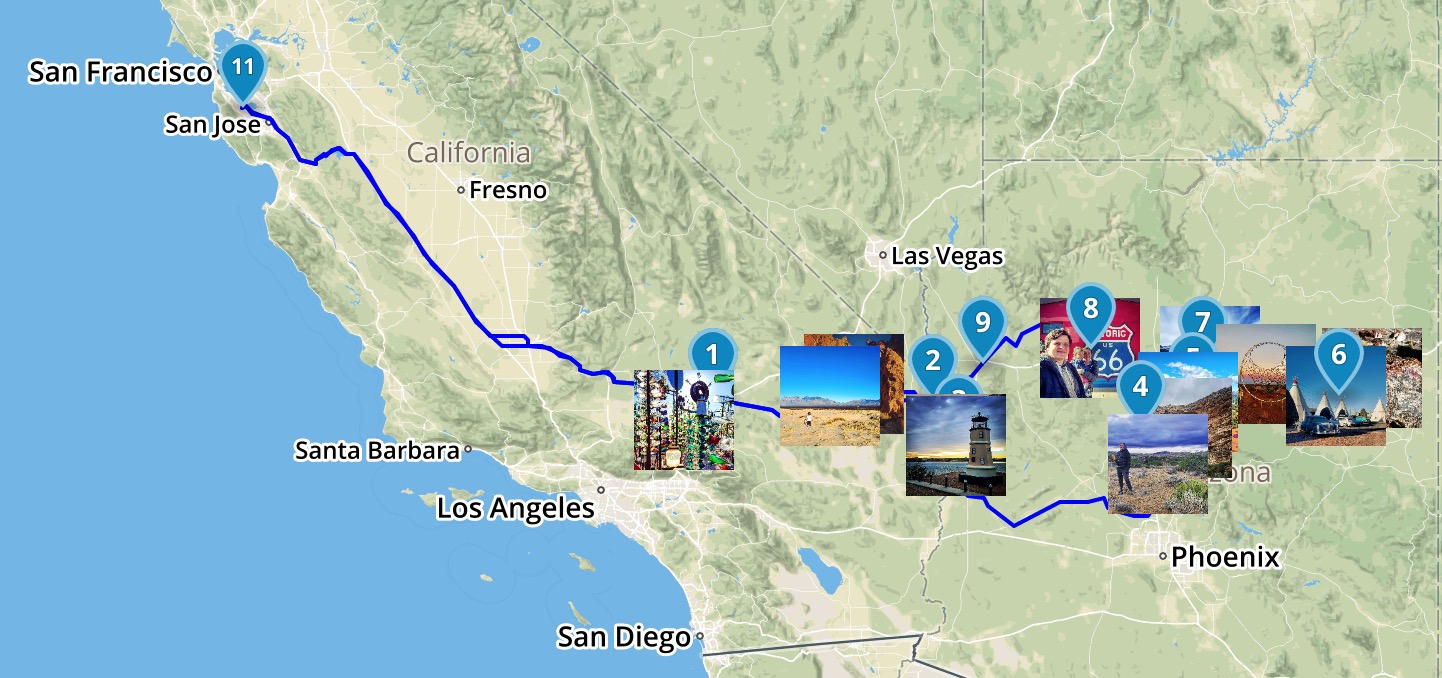 11
San Francisco
San Jose
California
Fresno
Las Vegas
1
2
9
8
HISTORIC
US
66
7
5
6
4
zona
Santa Barbara
Los Angeles
Phoenix
San Diego